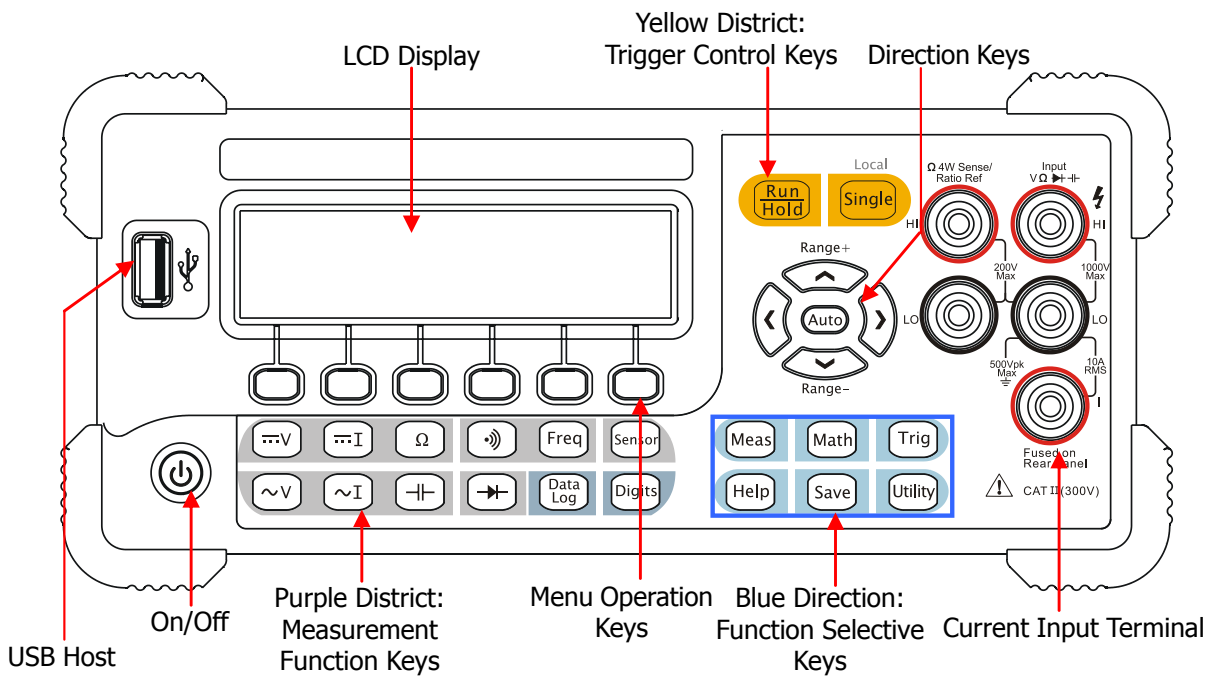 Yellow District:
Trigger Control Keys
LCD Display
Direction Keys
Local
Run
Hold
Single
Ω 4W Sense/
Ratio Ref
Input
V Ω
HI
HI
Range+
200V
Max
1000V
Max
Auto
LO
LO
Range-
500Vpk
Max
10A
RMS
I
V
I
Ω
Freq
Sensor
Meas
Math
Trig
Fused on
Rear Panel
~V
~I
Data
Log
Digits
Help
Save
Utility
CAT II (300V)
On/Off
Purple District:
Measurement
Function Keys
Menu Operation
Keys
Blue Direction:
Function Selective
Keys
Current Input Terminal
USB Host